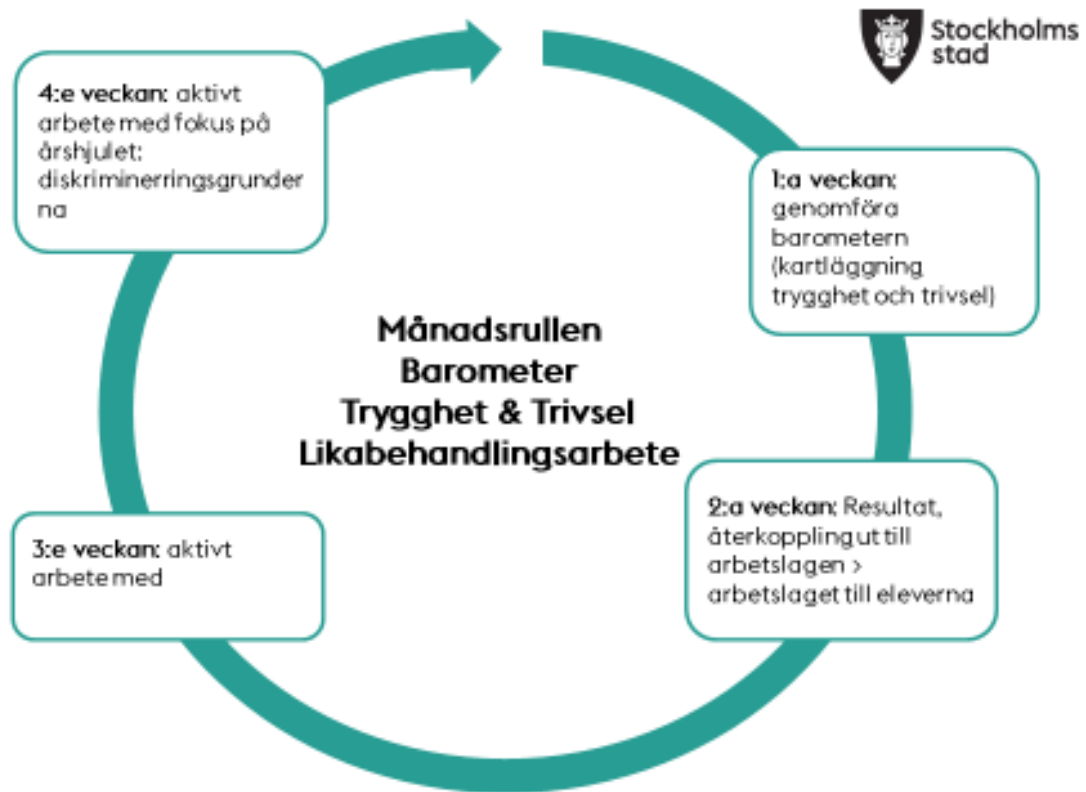 Stockholms
stad
4:e veckan: aktivt
arbete med fokus på
årshjulet:
diskriminerringsgrunder
na
1:a veckan:
genomföra
barometern
(kartläggning
trygghet och trivsel)
Månadsrullen
Barometer
Trygghet & Trivsel
Likabehandlingsarbete
2:a veckan: Resultat,
återkoppling ut till
arbetslagen >
arbetslaget till eleverna
3:e veckan: aktivt
arbete med